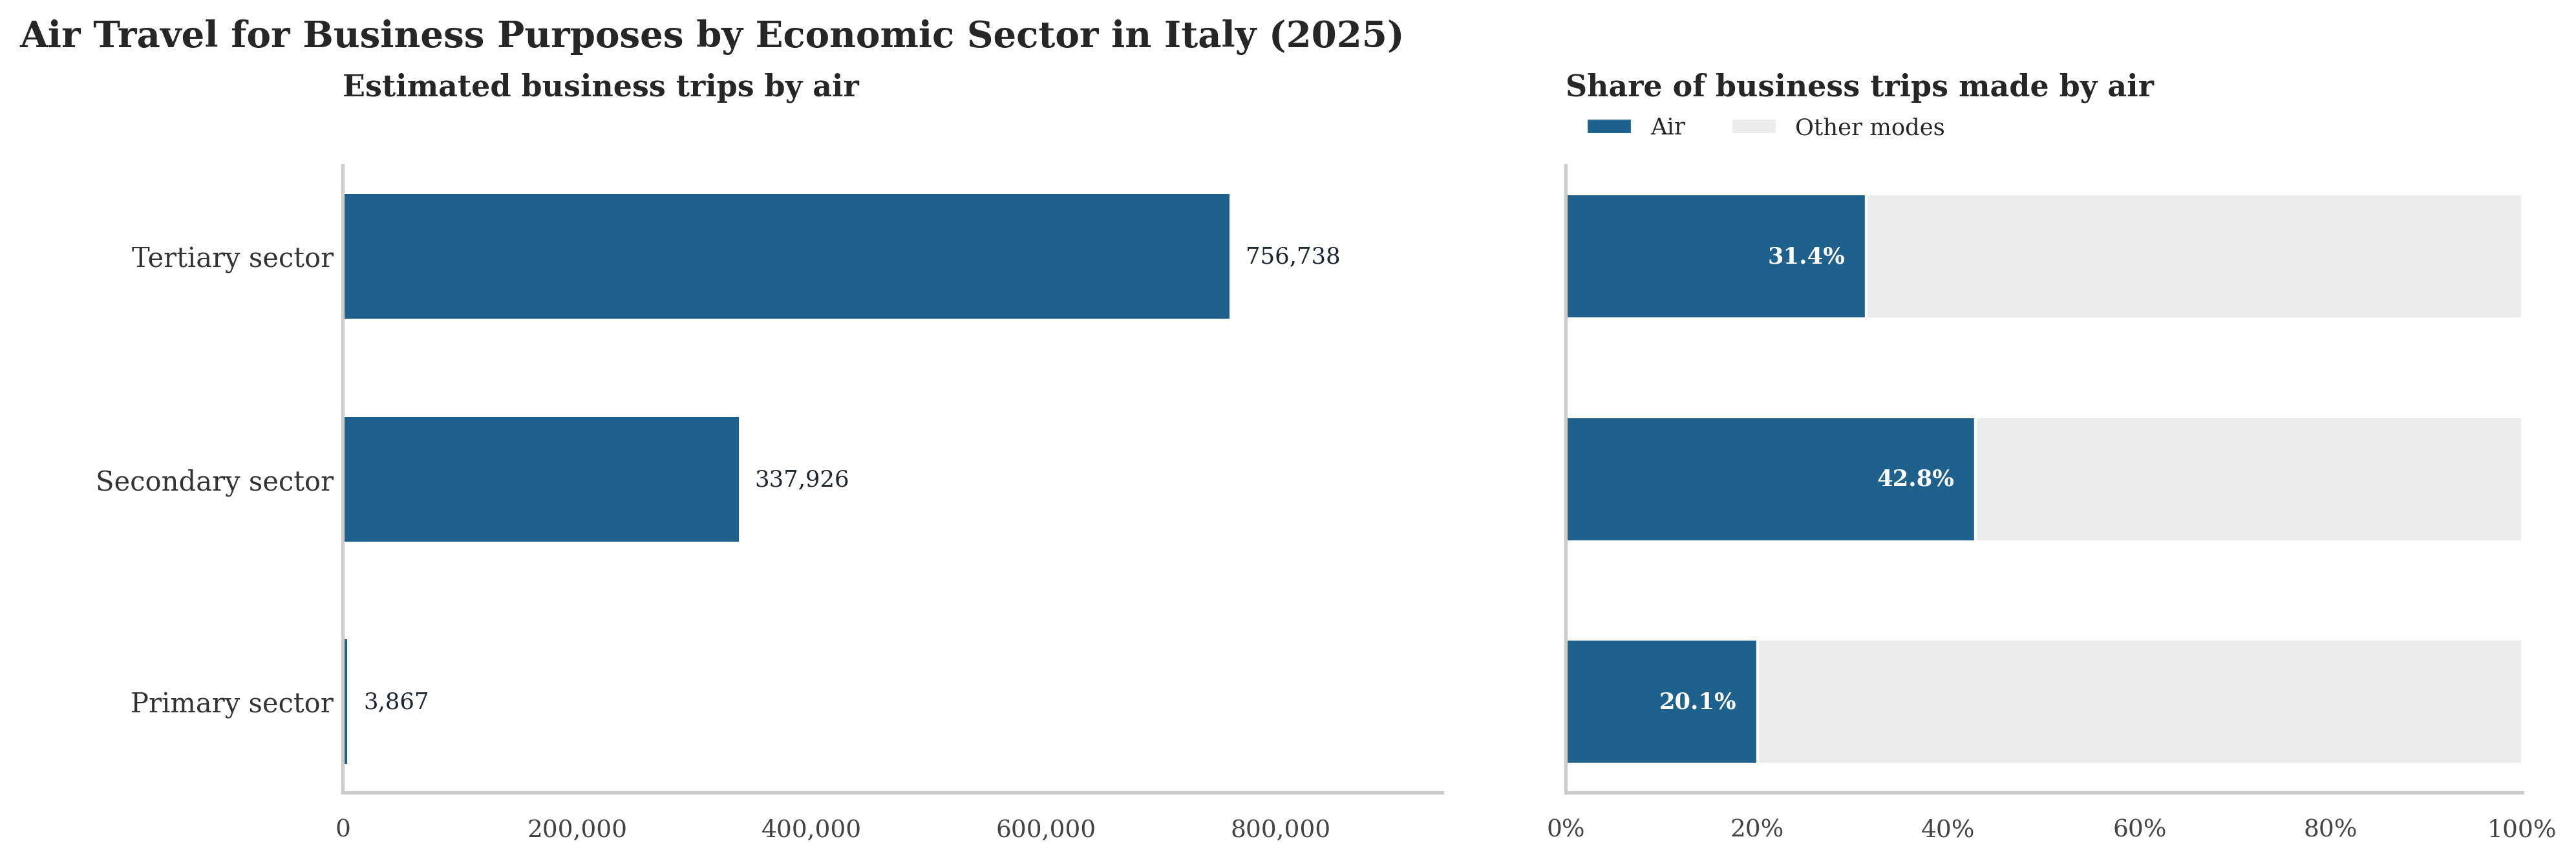 Air Travel for Business Purposes by Economic Sector in Italy (2025)
Estimated business trips by air
Tertiary sector
756,738
Secondary sector
337,926
Primary sector
3,867
0
200,000
400,000
600,000
800,000
Share of business trips made by air
Air
Other modes
31.4%
42.8%
20.1%
0%
20%
40%
60%
80%
100%